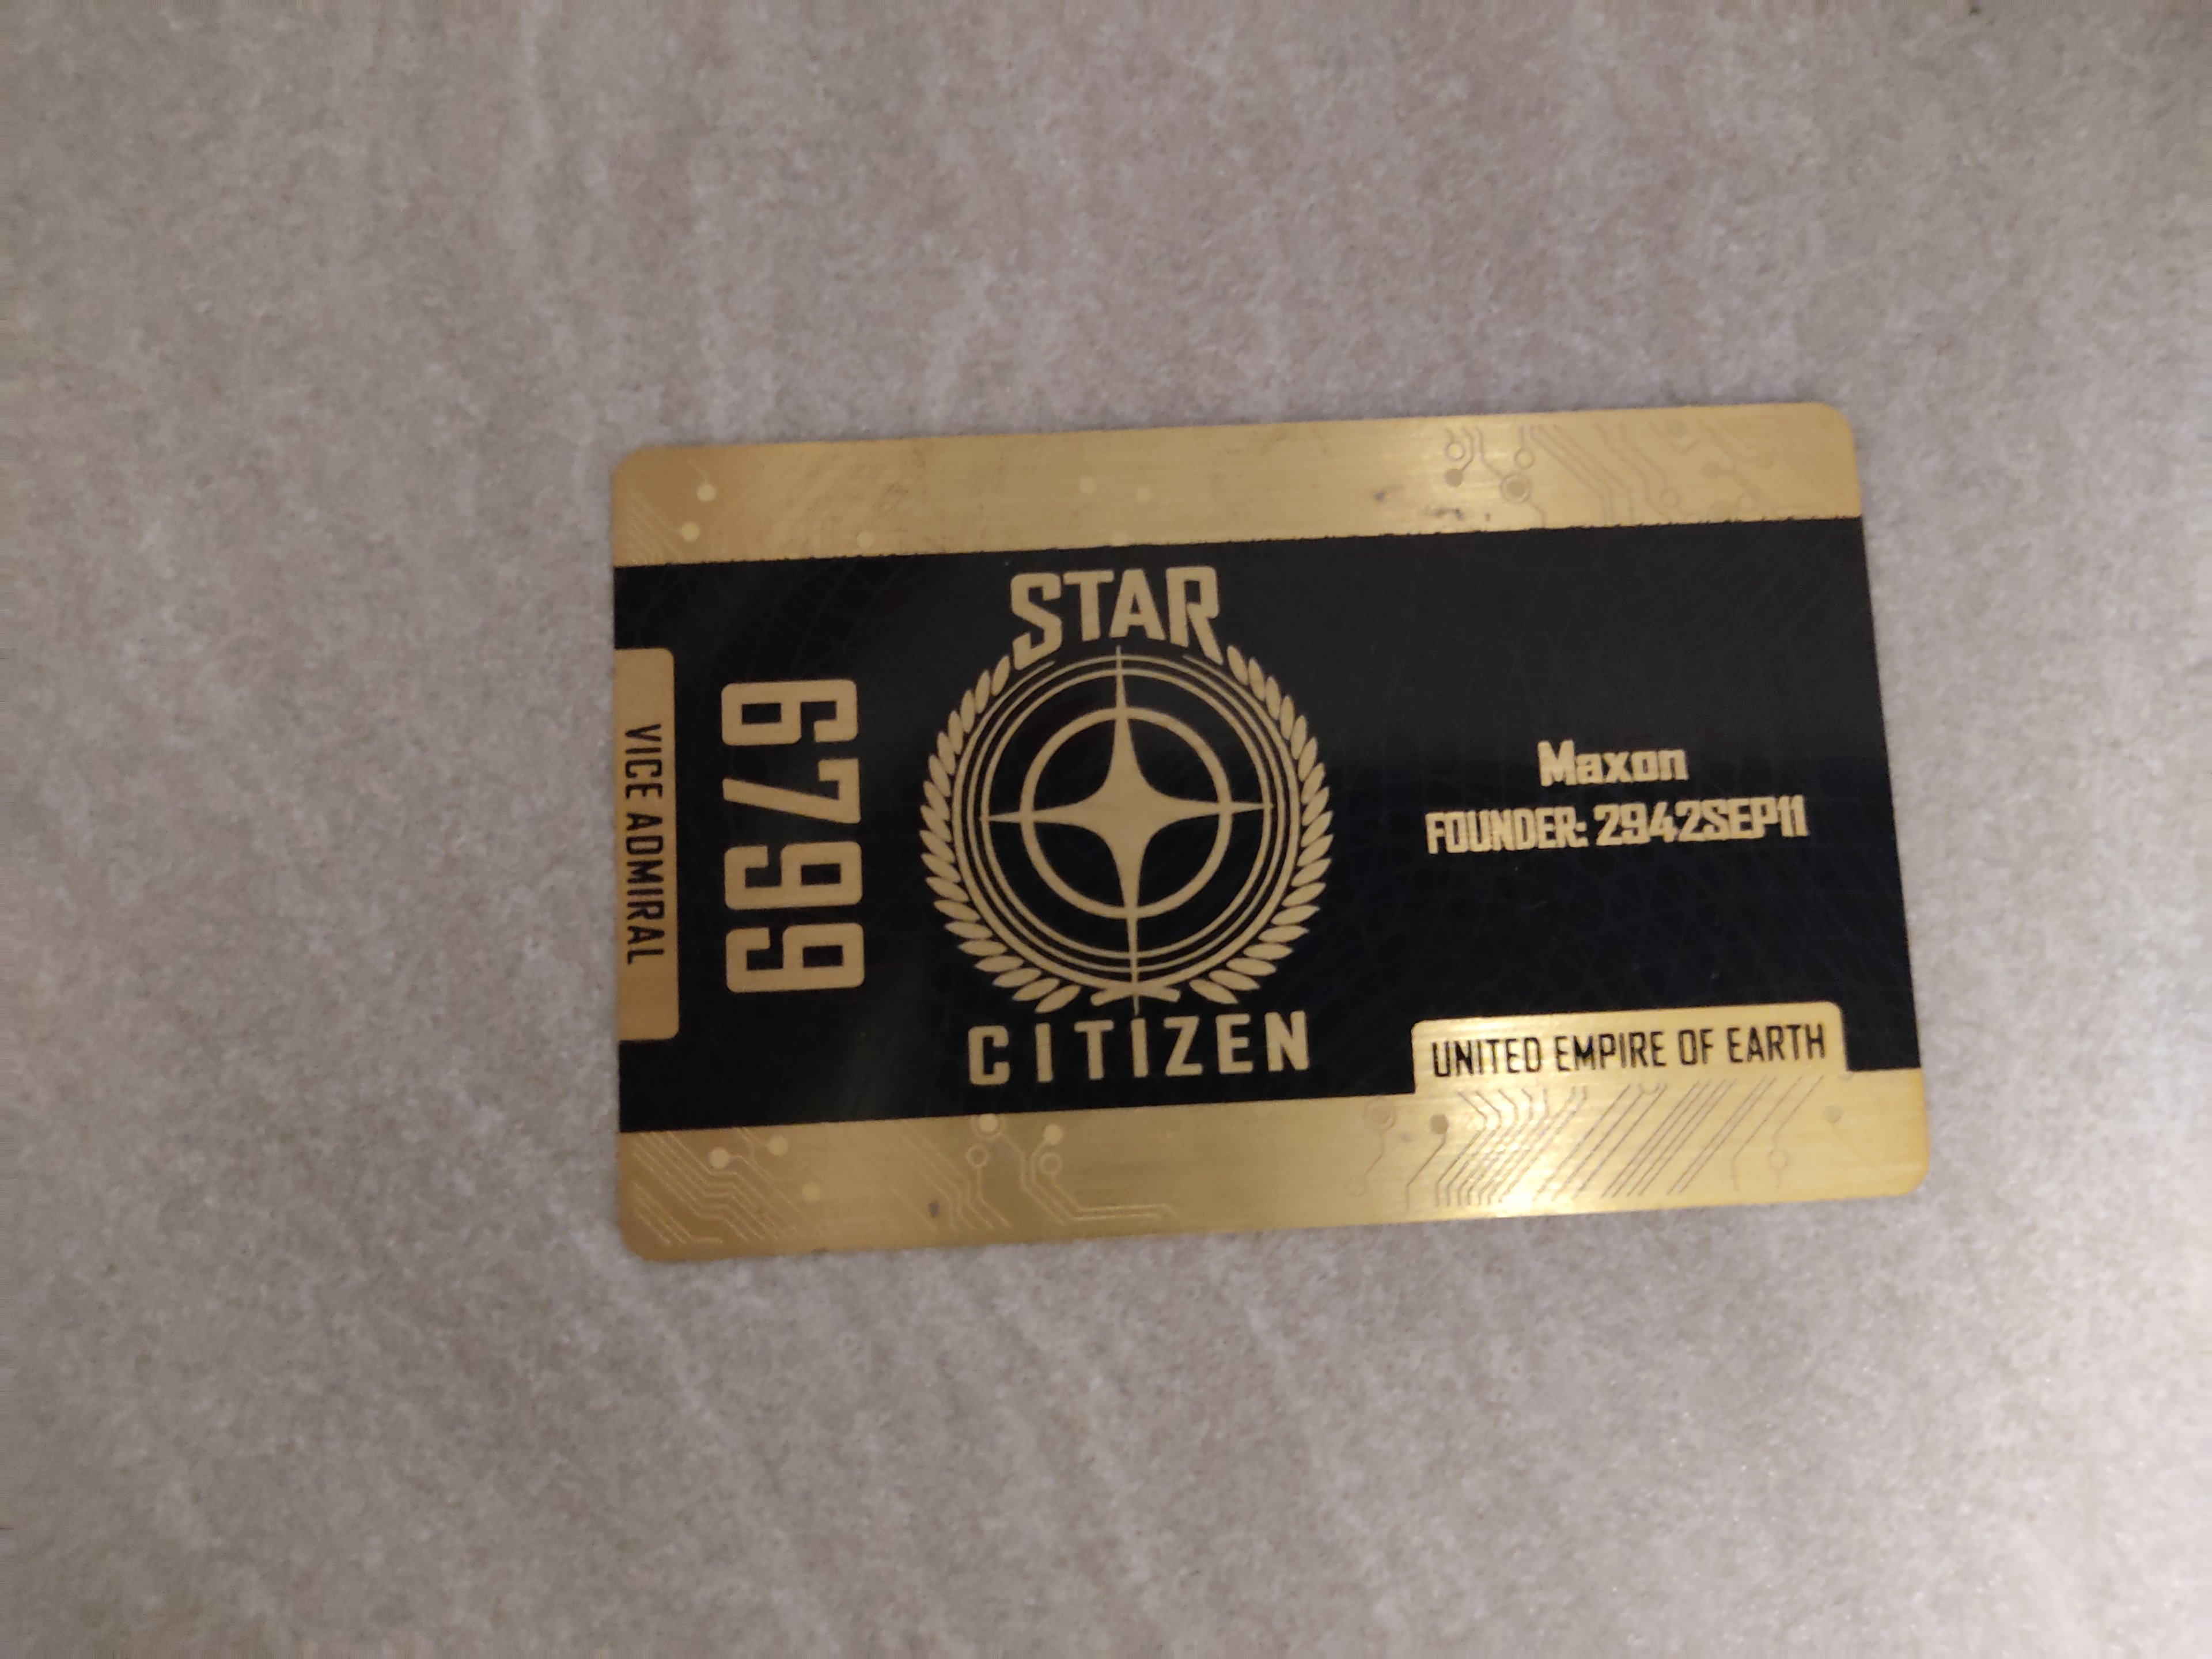 VICE ADMIRAL
6799
STAR
CITIZEN
Maxon
FOUNDER: 2942SEP11
UNITED EMPIRE OF EARTH